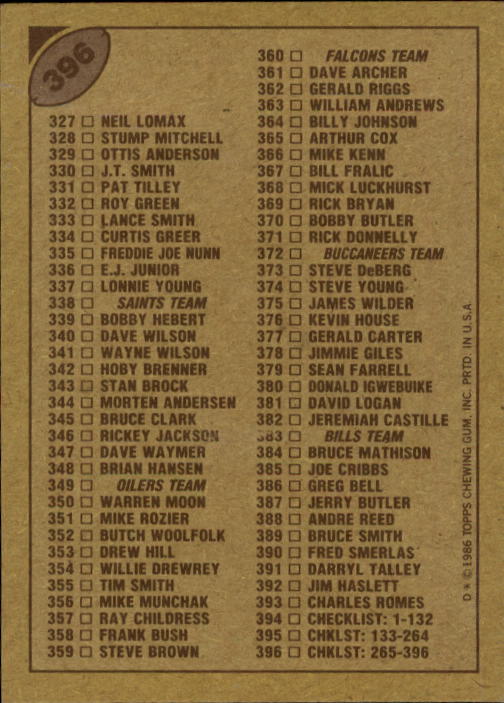 396
327 □ NEIL LOMAX
328 □ STUMP MITCHELL
329 □ OTTIS ANDERSON
330 □ J.T. SMITH
331 □ PAT TILLEY
332 □ ROY GREEN
333 □ LANCE SMITH
334 □ CURTIS GREER
335 □ FREDDIE JOE NUNN
336 □ E.J. JUNIOR
337 □ LONNIE YOUNG
338 □ SAINTS TEAM
339 □ BOBBY HEBERT
340 □ DAVE WILSON
341 □ WAYNE WILSON
342 □ HOBY BRENNER
343 □ STAN BROCK
344 □ MORTEN ANDERSEN
345 □ BRUCE CLARK
346 □ RICKEY JACKSON
347 □ DAVE WAYMER
348 □ BRIAN HANSEN
349 □ OILERS TEAM
350 □ WARREN MOON
351 □ MIKE ROZIER
352 □ BUTCH WOOLFOLK
353 □ DREW HILL
354 □ WILLIE DREWREY
355 □ TIM SMITH
356 □ MIKE MUNCHAK
357 □ RAY CHILDRESS
358 □ FRANK BUSH
359 □ STEVE BROWN
360 □ FALCONS TEAM
361 □ DAVE ARCHER
362 □ GERALD RIGGS
363 □ WILLIAM ANDREWS
364 □ BILLY JOHNSON
365 □ ARTHUR COX
366 □ MIKE KENN
367 □ BILL FRALIC
368 □ MICK LUCKHURST
369 □ RICK BRYAN
370 □ BOBBY BUTLER
371 □ RICK DONNELLY
372 □ BUCCANEERS TEAM
373 □ STEVE DeBERG
374 □ STEVE YOUNG
375 □ JAMES WILDER
376 □ KEVIN HOUSE
377 □ GERALD CARTER
378 □ JIMMIE GILES
379 □ SEAN FARRELL
380 □ DONALD IGWEBUIKE
381 □ DAVID LOGAN
382 □ JEREMIAH CASTILLE
383 □ BILLS TEAM
384 □ BRUCE MATHISON
385 □ JOE CRIBBS
386 □ GREG BELL
387 □ JERRY BUTLER
388 □ ANDRE REED
389 □ BRUCE SMITH
390 □ FRED SMERLAS
391 □ DARRYL TALLEY
392 □ JIM HASLETT
393 □ CHARLES ROMES
394 □ CHECKLIST: 1-132
395 □ CHKLST: 133-264
396 □ CHKLST: 265-396
D * © 1986 TOPPS CHEWING GUM, INC. PRTD. IN U.S.A.